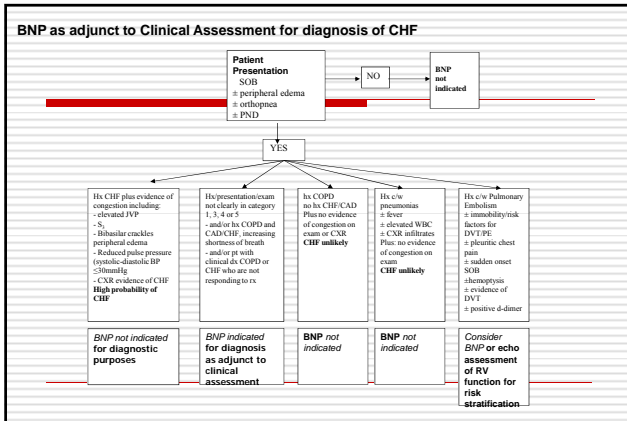 BNP as adjunct to Clinical Assessment for diagnosis of CHF
Patient
Presentation
SOB
± peripheral edema
± orthopnea
± PND
NO
BNP
not
indicated
YES
Hx CHF plus evidence of
congestion including:
- elevated JVP
- S3
- Bibasilar crackles
peripheral edema
- Reduced pulse pressure
(systolic-diastolic BP
≤30mmHg
- CXR evidence of CHF
High probability of
CHF
Hx/presentation/exam
not clearly in category
1, 3, 4 or 5
- and/or hx COPD and
CAD/CHF, increasing
shortness of breath
- and/or pt with
clinical dx COPD or
CHF who are not
responding to rx
hx COPD
no hx CHF/CAD
Plus no evidence
of congestion on
exam or CXR
CHF unlikely
Hx c/w
pneumonias
± fever
± elevated WBC
± CXR infiltrates
Plus: no evidence of
congestion on
exam
CHF unlikely
Hx c/w Pulmonary
Embolism
± immobility/risk
factors for
DVT/PE
± pleuritic chest
pain
± sudden onset
SOB
±hemoptysis
± evidence of
DVT
± positive d-dimer
BNP not indicated
for diagnostic
purposes
BNP indicated
for diagnosis
as adjunct to
clinical
assessment
BNP not
indicated
BNP not
indicated
Consider
BNP or echo
assessment
of RV
function for
risk
stratification